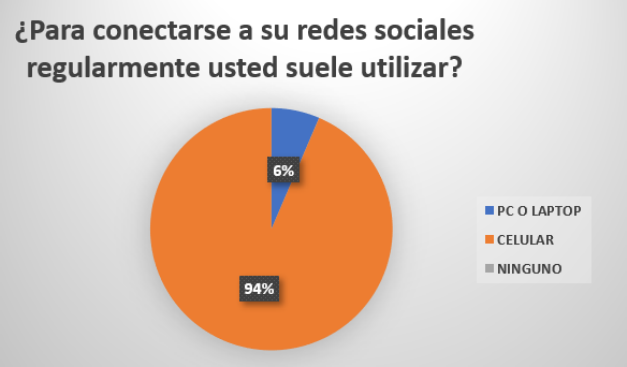 ¿Para conectarse a su redes sociales
regularmente usted suele utilizar?
6%
94%
PC O LAPTOP
CELULAR
NINGUNO